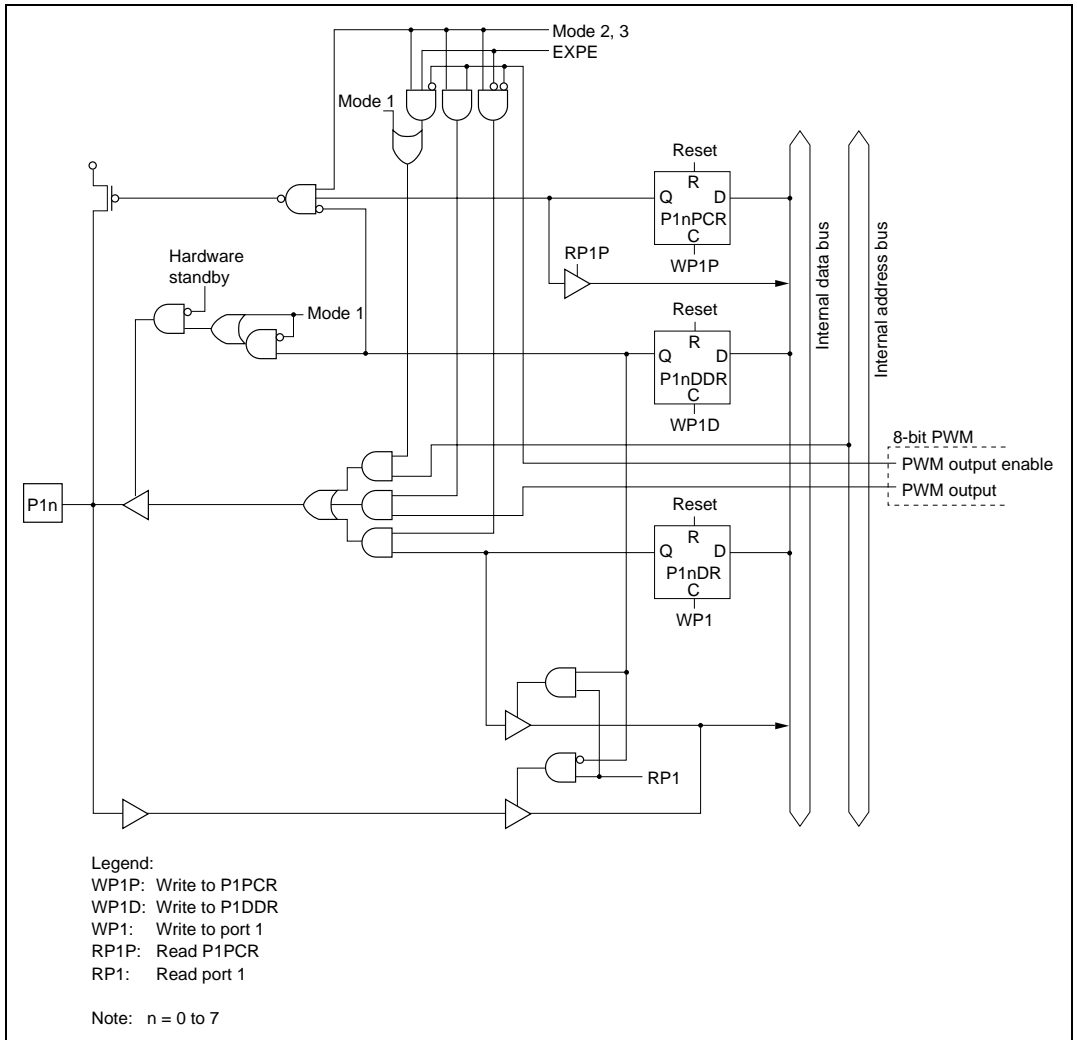 Mode 2, 3
EXPE
Mode 1
Reset
R
Q D
P1nPCR
C
WP1P
Hardware
standby
RP1P
Mode 1
Reset
R
Q D
P1nDDR
C
WP1D
Internal data bus
Internal address bus
8-bit PWM
PWM output enable
PWM output
P1n
Reset
R
Q D
P1nDR
C
WP1
RP1
Legend:
WP1P: Write to P1PCR
WP1D: Write to P1DDR
WP1: Write to port 1
RP1P: Read P1PCR
RP1: Read port 1
Note: n = 0 to 7